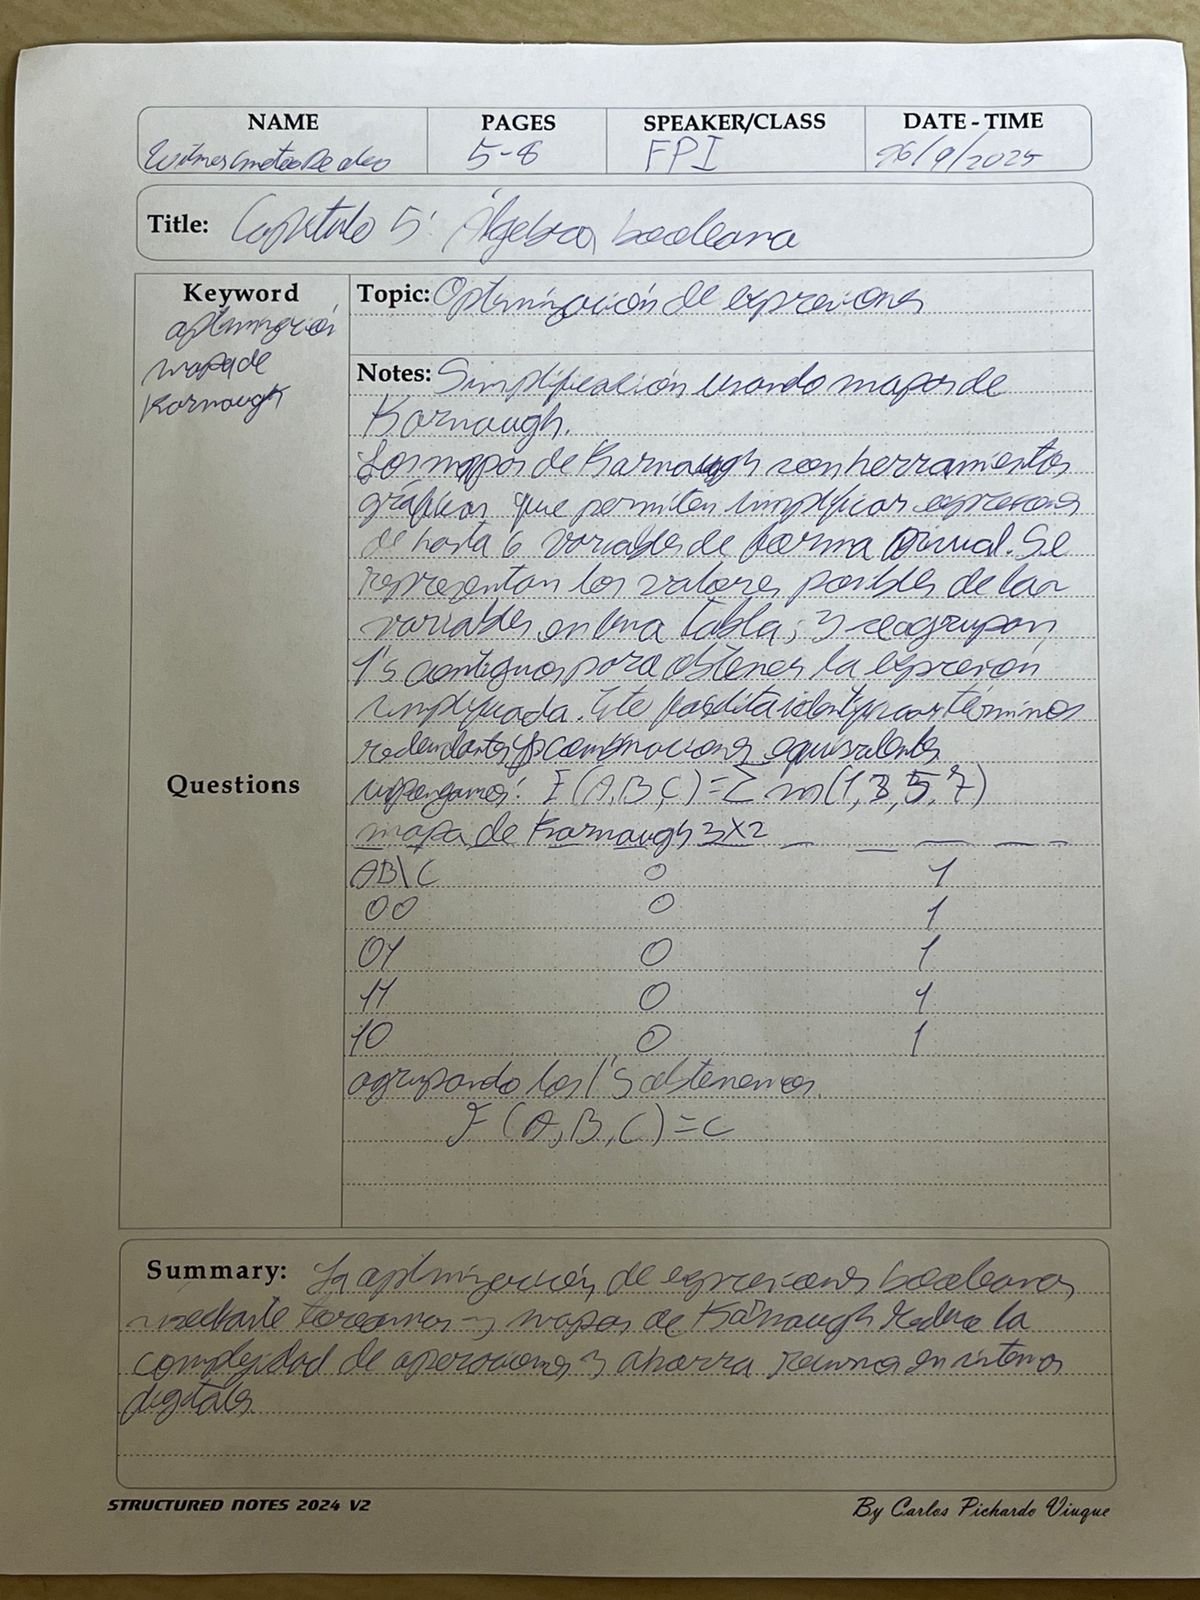 NAME PAGES SPEAKER/CLASS DATE - TIME
5-8 FPI 26/9/2025
Title: Capitulo 5: Álgebra booleana
Keyword
optimización
mapa de
Karnaugh
Topic: Optimización de expresiones
Notes: Simplificación usando mapas de
Karnaugh.
Los mapas de Karnaugh son herramientas
gráficas que permiten simplificar expresiones
de hasta 6 variables de forma visual. Se
representan los valores posibles de las
variables en una tabla, y se agrupan
1's contiguos para obtener la expresión
simplificada. Esto facilita identificar términos
redundantes y combinaciones equivalentes
Questions
supongamos: F(A,B,C)=Σ m(1,3,5,7)
mapa de Karnaugh 3X2
AB\C 0 1
00 0 1
01 0 1
11 0 1
10 0 1
agrupando los 1's obtenemos
F(A,B,C)=C
Summary: La optimización de expresiones booleanas
mediante teoremas y mapas de Karnaugh reduce la
complejidad de operaciones y ahorra recursos en sistemas
digitales
STRUCTURED NOTES 2024 V2
By Carlos Pichardo Viuque